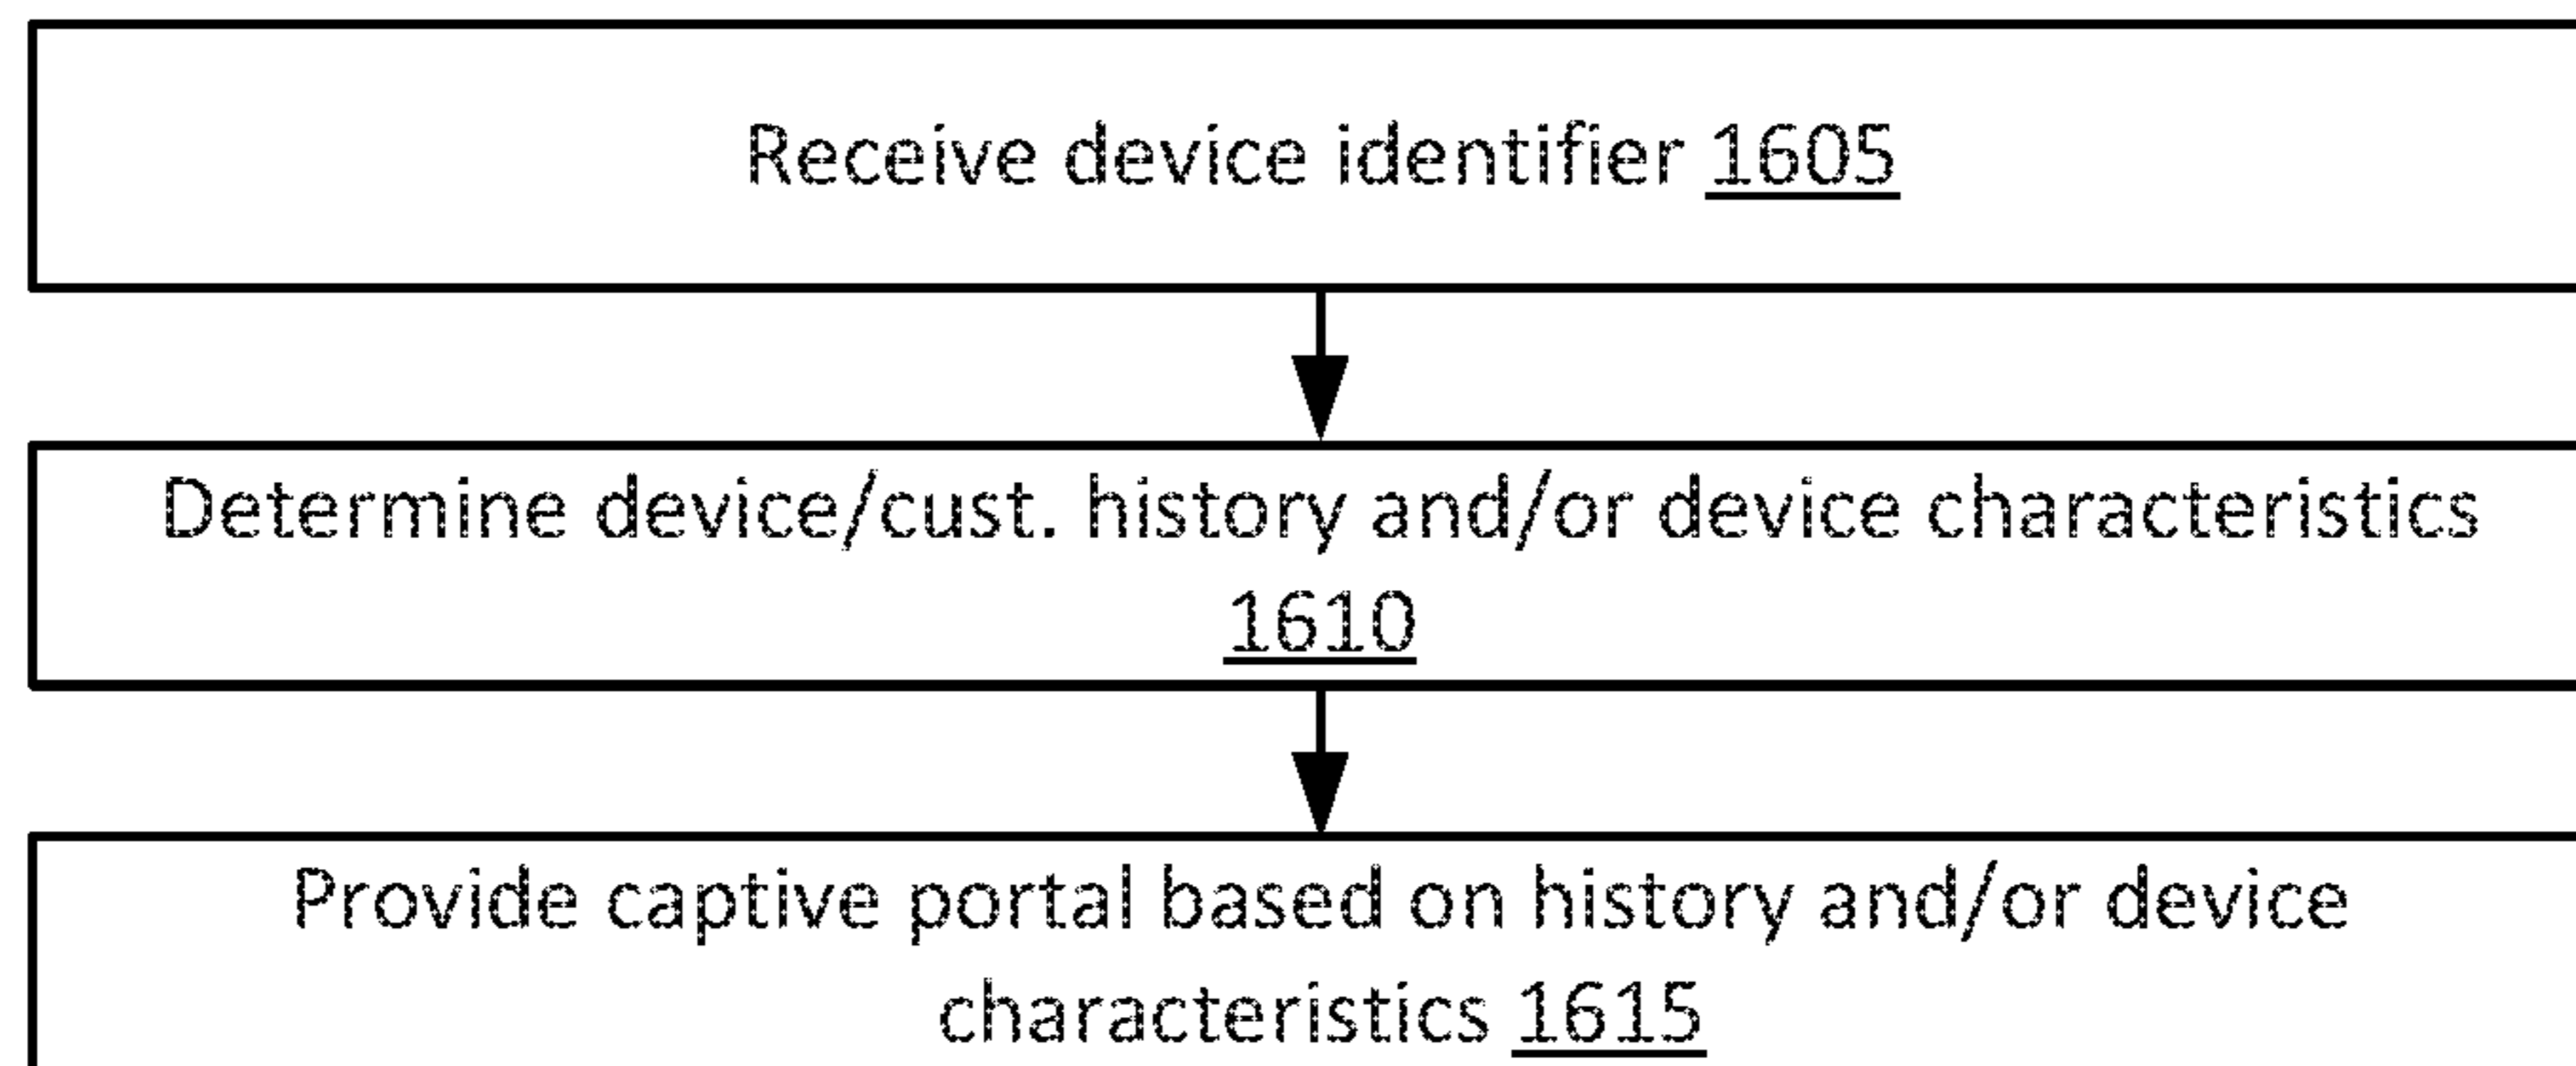 Receive device identifier 1605
Determine device/cust. history and/or device characteristics
1610
Provide captive portal based on history and/or device
characteristics 1615